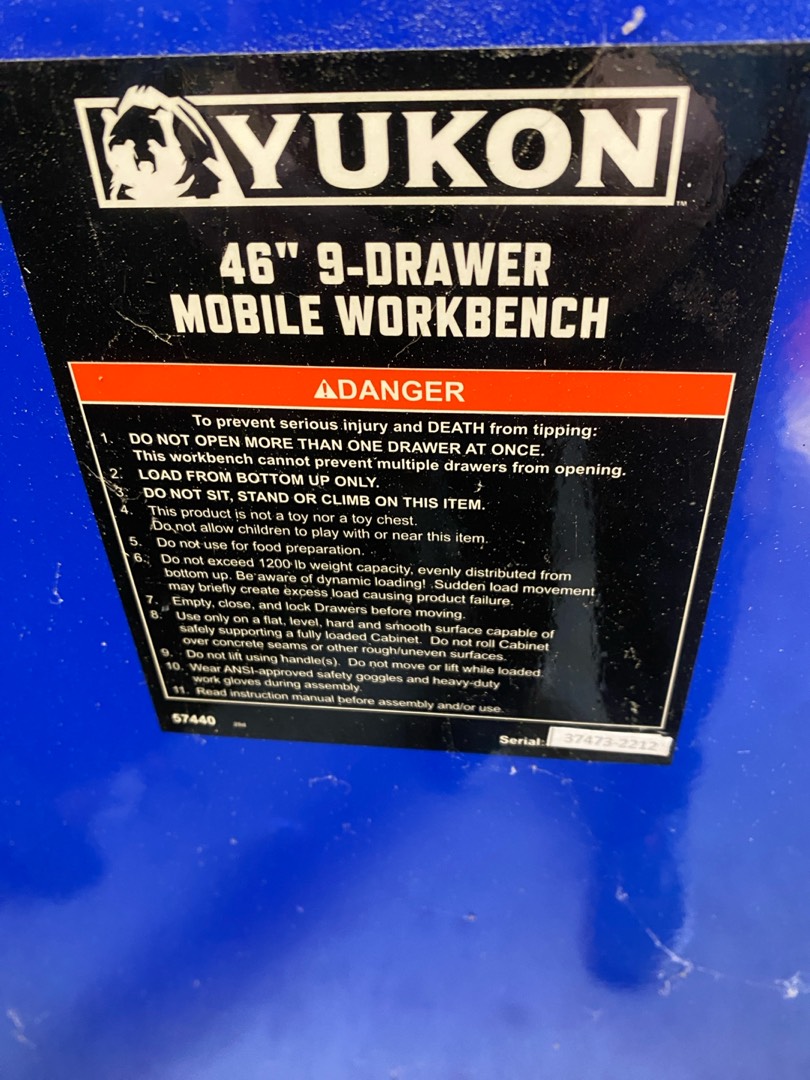 YUKON™
46" 9-DRAWER
MOBILE WORKBENCH
⚠DANGER
To prevent serious injury and DEATH from tipping:
1. DO NOT OPEN MORE THAN ONE DRAWER AT ONCE.
This workbench cannot prevent multiple drawers from opening.
2. LOAD FROM BOTTOM UP ONLY.
3. DO NOT SIT, STAND OR CLIMB ON THIS ITEM.
4. This product is not a toy nor a toy chest.
Do not allow children to play with or near this item.
5. Do not use for food preparation.
6. Do not exceed 1200 lb weight capacity, evenly distributed from
bottom up. Be aware of dynamic loading! Sudden load movement
may briefly create excess load causing product failure.
7. Empty, close, and lock Drawers before moving.
8. Use only on a flat, level, hard and smooth surface capable of
safely supporting a fully loaded Cabinet. Do not roll Cabinet
over concrete seams or other rough/uneven surfaces.
9. Do not lift using handle(s). Do not move or lift while loaded.
10. Wear ANSI-approved safety goggles and heavy-duty
work gloves during assembly.
11. Read instruction manual before assembly and/or use.
57440
Serial: 37473-2212